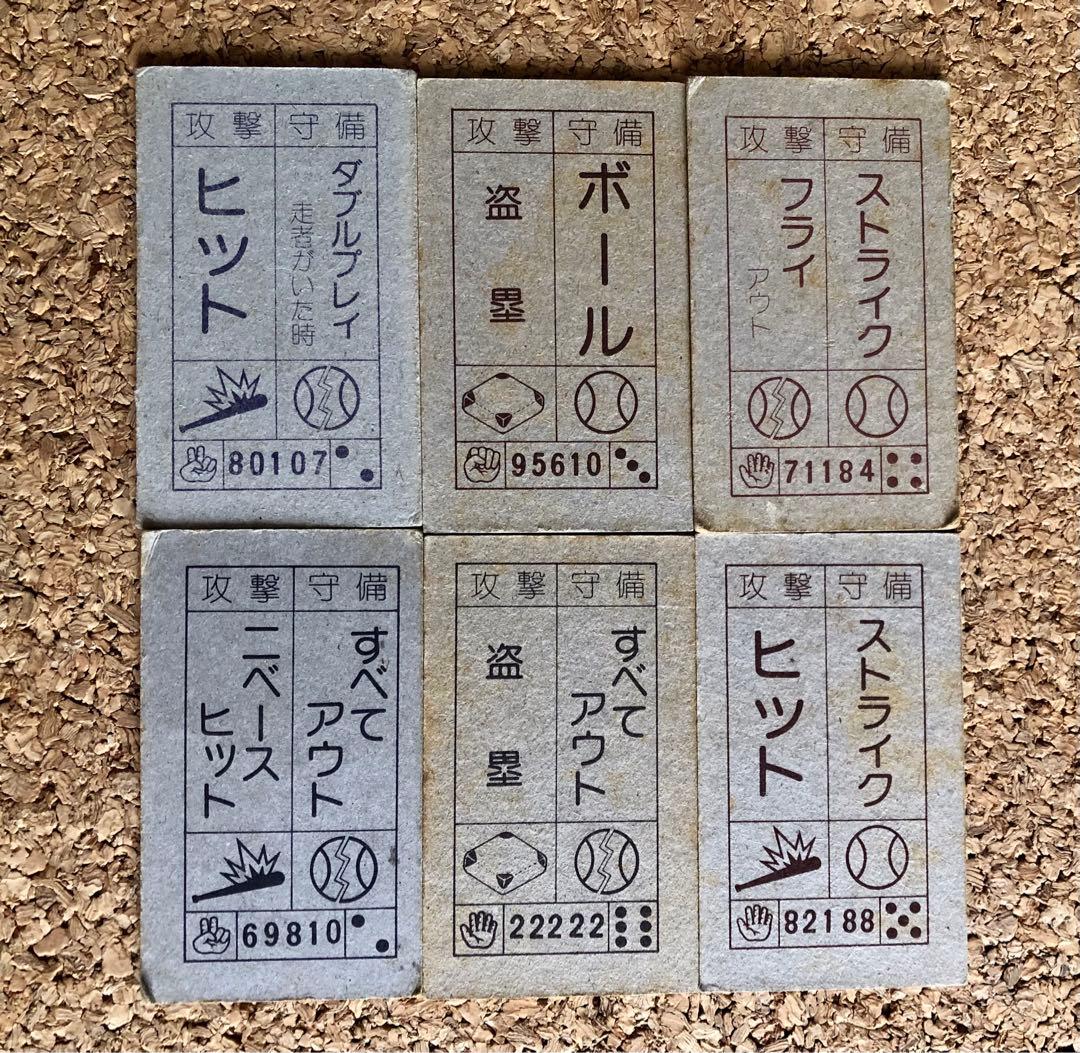 攻撃 守備
ダブルプレイ
走者がいた時
ヒット
80107
攻撃 守備
ボール
盗塁
95610
攻撃 守備
ストライク
フライ
アウト
71184
攻撃 守備
すべて
アウト
二ベース
ヒット
69810
攻撃 守備
すべて
アウト
盗塁
22222
攻撃 守備
ストライク
ヒット
82188